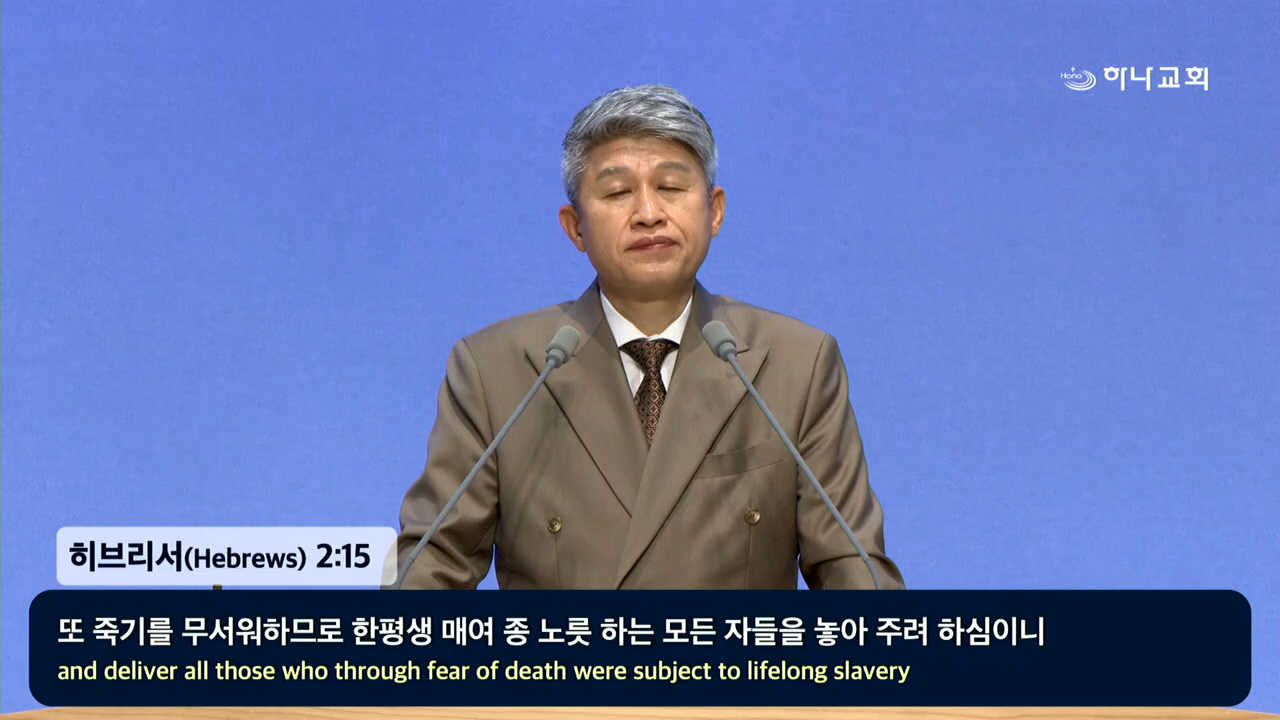 Hana 하나교회
히브리서(Hebrews) 2:15
또 죽기를 무서워하므로 한평생 매여 종 노릇 하는 모든 자들을 놓아 주려 하심이니
and deliver all those who through fear of death were subject to lifelong slavery